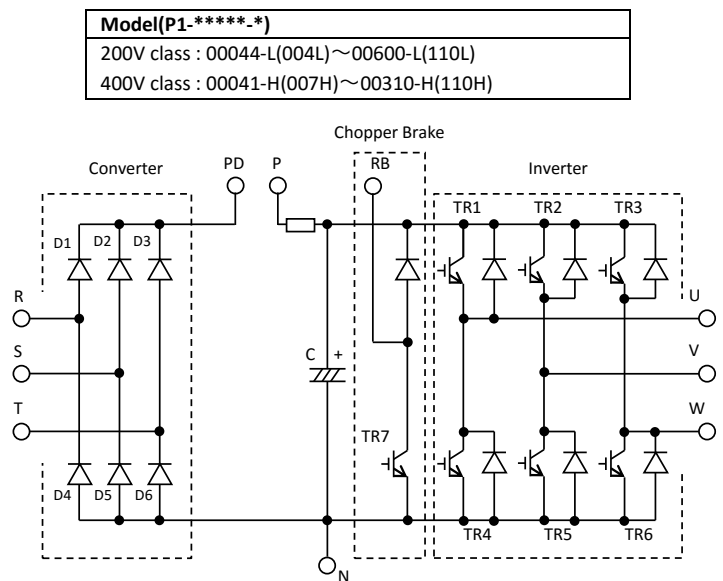 Model(P1-*****-*)
200V class : 00044-L(004L)～00600-L(110L)
400V class : 00041-H(007H)～00310-H(110H)
Chopper Brake
Converter
PD
P
RB
Inverter
TR1
TR2
TR3
D1
D2
D3
R
U
S
C
+
V
T
W
TR7
D4
D5
D6
TR4
TR5
TR6
N